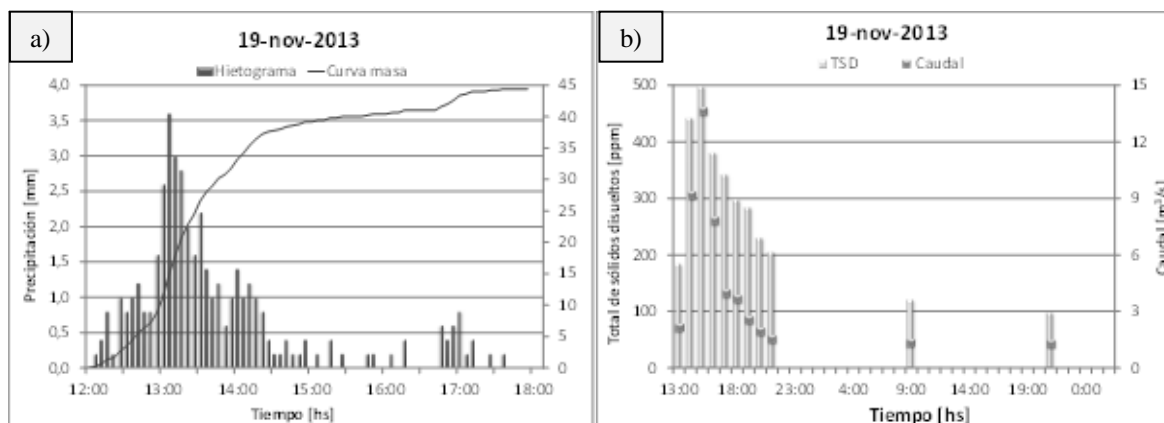 a)
19-nov-2013
Hietograma Curva masa
Precipitación [mm]
4,0
3,5
3,0
2,5
2,0
1,5
1,0
0,5
0,0
45
40
35
30
25
20
15
10
5
0
12:00 13:00 14:00 15:00 16:00 17:00 18:00
Tiempo [hs]
b)
19-nov-2013
TSD Caudal
Total de sólidos disueltos [ppm]
500
400
300
200
100
0
15
12
9
6
3
0
Caudal [m³/s]
13:00 18:00 23:00 4:00 9:00 14:00 19:00 0:00
Tiempo [hs]